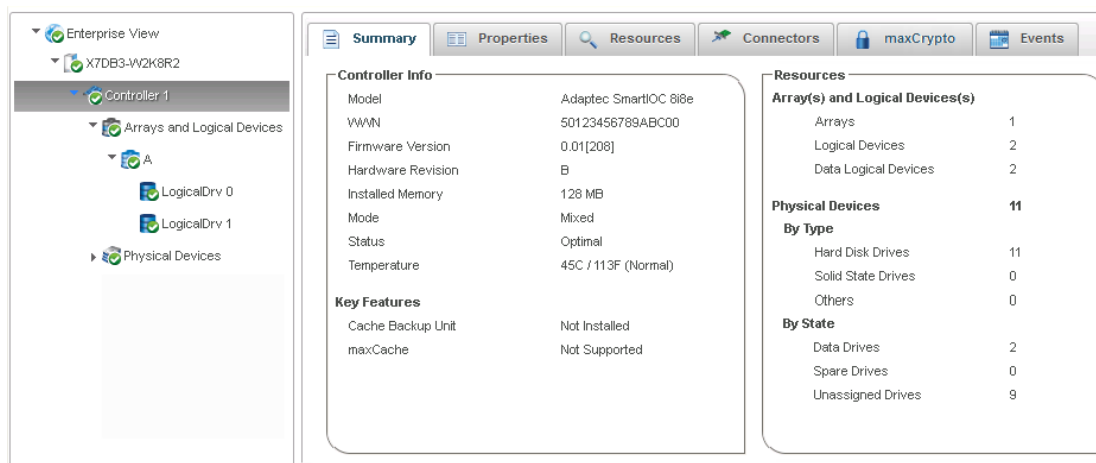 Enterprise View
X7DB3-W2K8R2
Controller 1
Arrays and Logical Devices
A
LogicalDrv 0
LogicalDrv 1
Physical Devices
Summary Properties Resources Connectors maxCrypto Events
Controller Info
Model Adaptec SmartIOC 8i8e
WWN 50123456789ABC00
Firmware Version 0.01[208]
Hardware Revision B
Installed Memory 128 MB
Mode Mixed
Status Optimal
Temperature 45C / 113F (Normal)
Key Features
Cache Backup Unit Not Installed
maxCache Not Supported
Resources
Array(s) and Logical Devices(s)
Arrays 1
Logical Devices 2
Data Logical Devices 2
Physical Devices 11
By Type
Hard Disk Drives 11
Solid State Drives 0
Others 0
By State
Data Drives 2
Spare Drives 0
Unassigned Drives 9